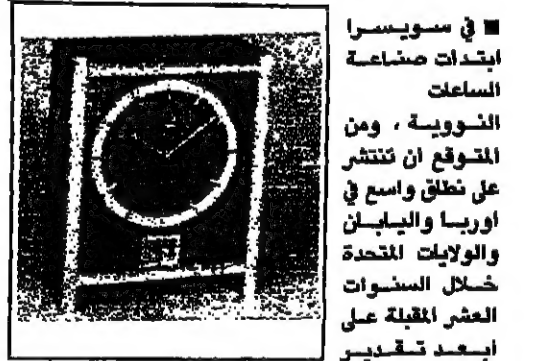 ■ في سويسرا
ابتدأت صناعة
الساعات
النووية ، ومن
المتوقع ان تنتشر
على نطاق واسع في
اوربا واليابان
والولايات المتحدة
خلال السنوات
العشر المقبلة على
أبعد تقدير